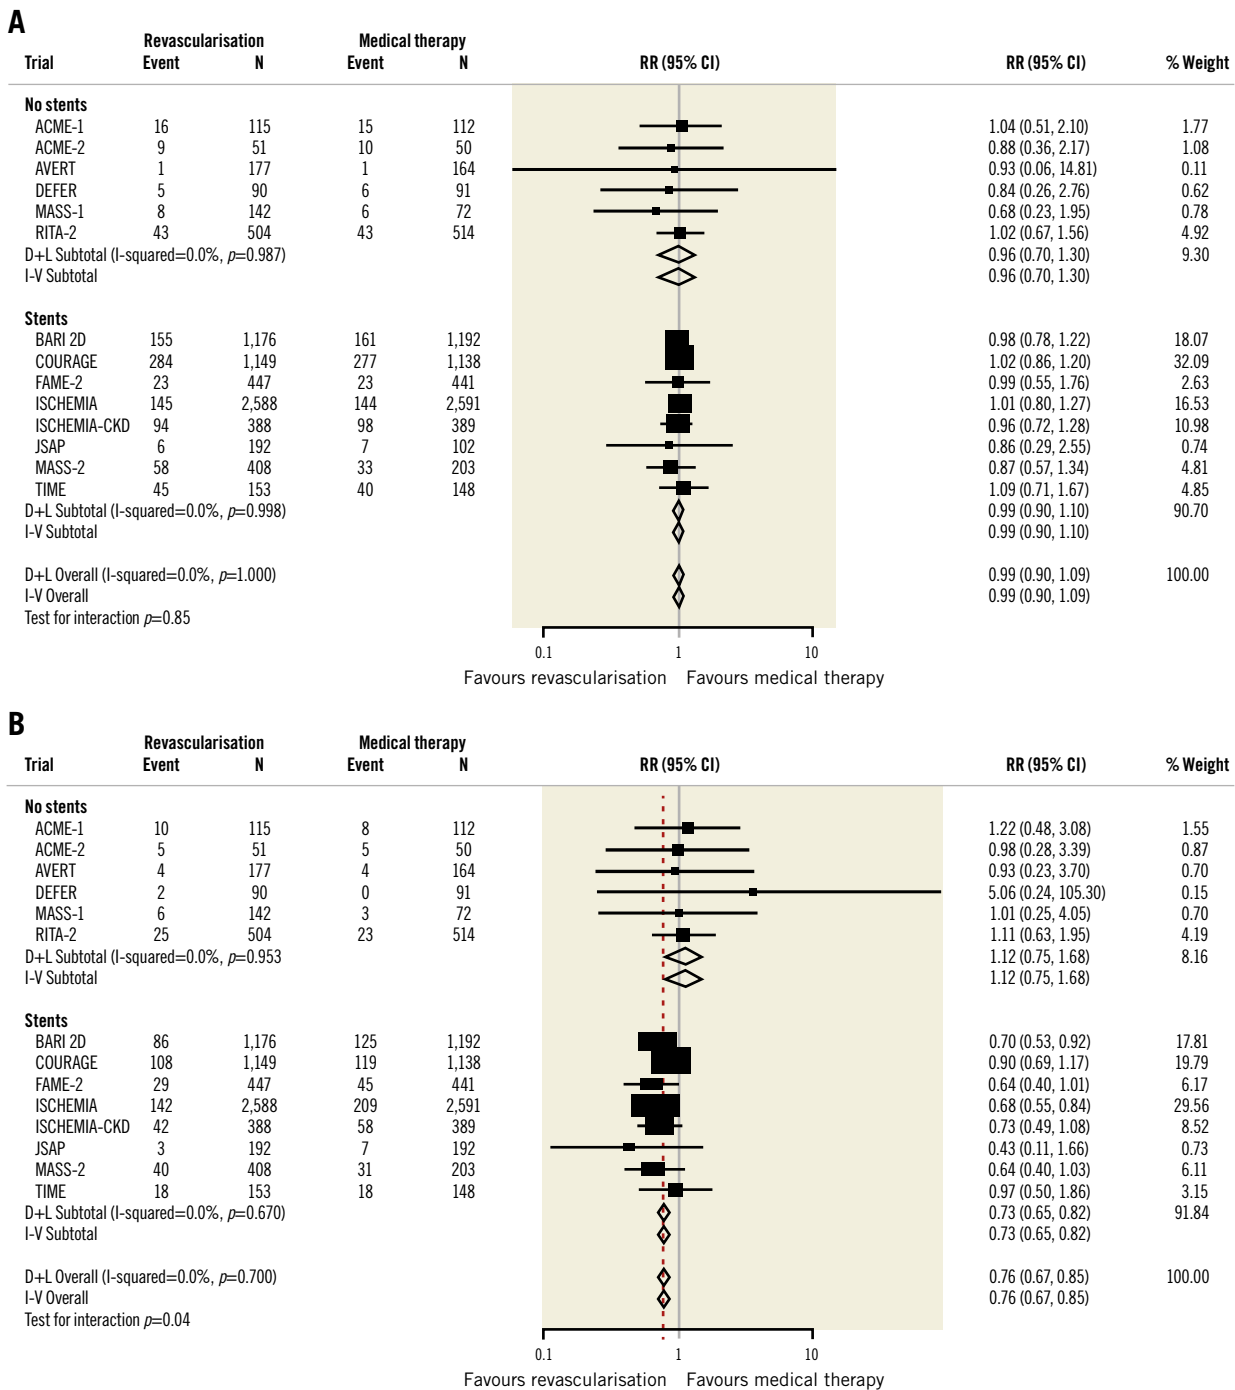 A
Revascularisation Medical therapy
Trial Event N Event N RR (95% CI) RR (95% CI) % Weight
No stents
ACME-1 16 115 15 112 1.04 (0.51, 2.10) 1.77
ACME-2 9 51 10 50 0.88 (0.36, 2.17) 1.08
AVERT 1 177 1 164 0.93 (0.06, 14.81) 0.11
DEFER 5 90 6 91 0.84 (0.26, 2.76) 0.62
MASS-1 8 142 6 72 0.68 (0.23, 1.95) 0.78
RITA-2 43 504 43 514 1.02 (0.67, 1.56) 4.92
D+L Subtotal (I-squared=0.0%, p=0.987) 0.96 (0.70, 1.30) 9.30
I-V Subtotal 0.96 (0.70, 1.30)
Stents
BARI 2D 155 1,176 161 1,192 0.98 (0.78, 1.22) 18.07
COURAGE 284 1,149 277 1,138 1.02 (0.86, 1.20) 32.09
FAME-2 23 447 23 441 0.99 (0.55, 1.76) 2.63
ISCHEMIA 145 2,588 144 2,591 1.01 (0.80, 1.27) 16.53
ISCHEMIA-CKD 94 388 98 389 0.96 (0.72, 1.28) 10.98
JSAP 6 192 7 102 0.86 (0.29, 2.55) 0.74
MASS-2 58 408 33 203 0.87 (0.57, 1.34) 4.81
TIME 45 153 40 148 1.09 (0.71, 1.67) 4.85
D+L Subtotal (I-squared=0.0%, p=0.998) 0.99 (0.90, 1.10) 90.70
I-V Subtotal 0.99 (0.90, 1.10)
D+L Overall (I-squared=0.0%, p=1.000) 0.99 (0.90, 1.09) 100.00
I-V Overall 0.99 (0.90, 1.09)
Test for interaction p=0.85
0.1 1 10
Favours revascularisation Favours medical therapy
B
Revascularisation Medical therapy
Trial Event N Event N RR (95% CI) RR (95% CI) % Weight
No stents
ACME-1 10 115 8 112 1.22 (0.48, 3.08) 1.55
ACME-2 5 51 5 50 0.98 (0.28, 3.39) 0.87
AVERT 4 177 4 164 0.93 (0.23, 3.70) 0.70
DEFER 2 90 0 91 5.06 (0.24, 105.30) 0.15
MASS-1 6 142 3 72 1.01 (0.25, 4.05) 0.70
RITA-2 25 504 23 514 1.11 (0.63, 1.95) 4.19
D+L Subtotal (I-squared=0.0%, p=0.953 1.12 (0.75, 1.68) 8.16
I-V Subtotal 1.12 (0.75, 1.68)
Stents
BARI 2D 86 1,176 125 1,192 0.70 (0.53, 0.92) 17.81
COURAGE 108 1,149 119 1,138 0.90 (0.69, 1.17) 19.79
FAME-2 29 447 45 441 0.64 (0.40, 1.01) 6.17
ISCHEMIA 142 2,588 209 2,591 0.68 (0.55, 0.84) 29.56
ISCHEMIA-CKD 42 388 58 389 0.73 (0.49, 1.08) 8.52
JSAP 3 192 7 192 0.43 (0.11, 1.66) 0.73
MASS-2 40 408 31 203 0.64 (0.40, 1.03) 6.11
TIME 18 153 18 148 0.97 (0.50, 1.86) 3.15
D+L Subtotal (I-squared=0.0%, p=0.670) 0.73 (0.65, 0.82) 91.84
I-V Subtotal 0.73 (0.65, 0.82)
D+L Overall (I-squared=0.0%, p=0.700) 0.76 (0.67, 0.85) 100.00
I-V Overall 0.76 (0.67, 0.85)
Test for interaction p=0.04
0.1 1 10
Favours revascularisation Favours medical therapy